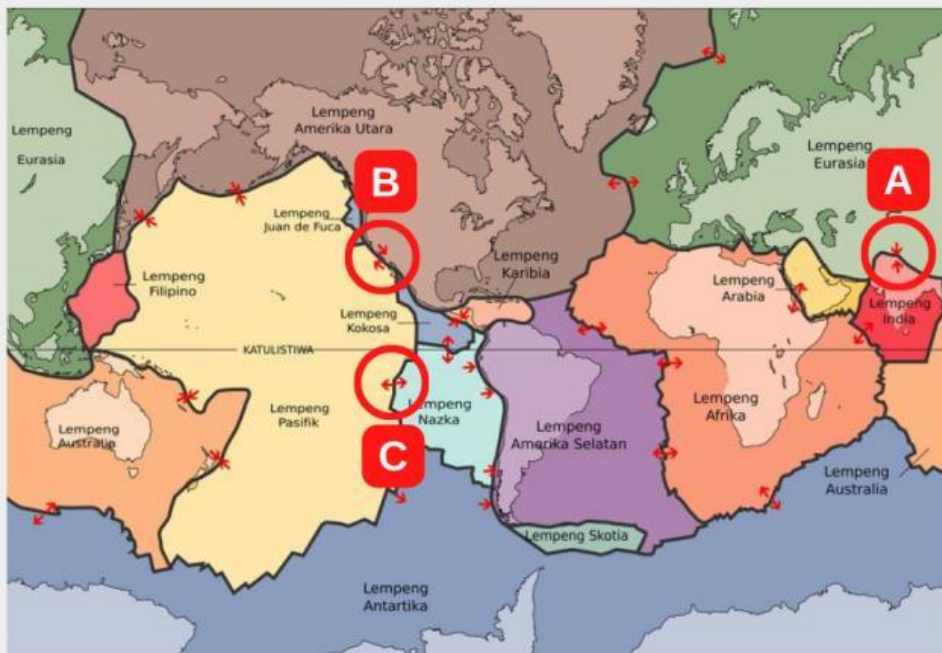 Lempeng
Eurasia
Lempeng
Amerika Utara
B
Lempeng
Juan de Fuca
Lempeng
Eurasia
A
Lempeng
Filipino
Lempeng
Karibia
Lempeng
Arabia
Lempeng
India
Lempeng
Kokosa
KATULISTIWA
Lempeng
Australia
Lempeng
Pasifik
C
Lempeng
Nazka
Lempeng
Amerika Selatan
Lempeng
Afrika
Lempeng
Australia
Lempeng Skotia
Lempeng
Antartika